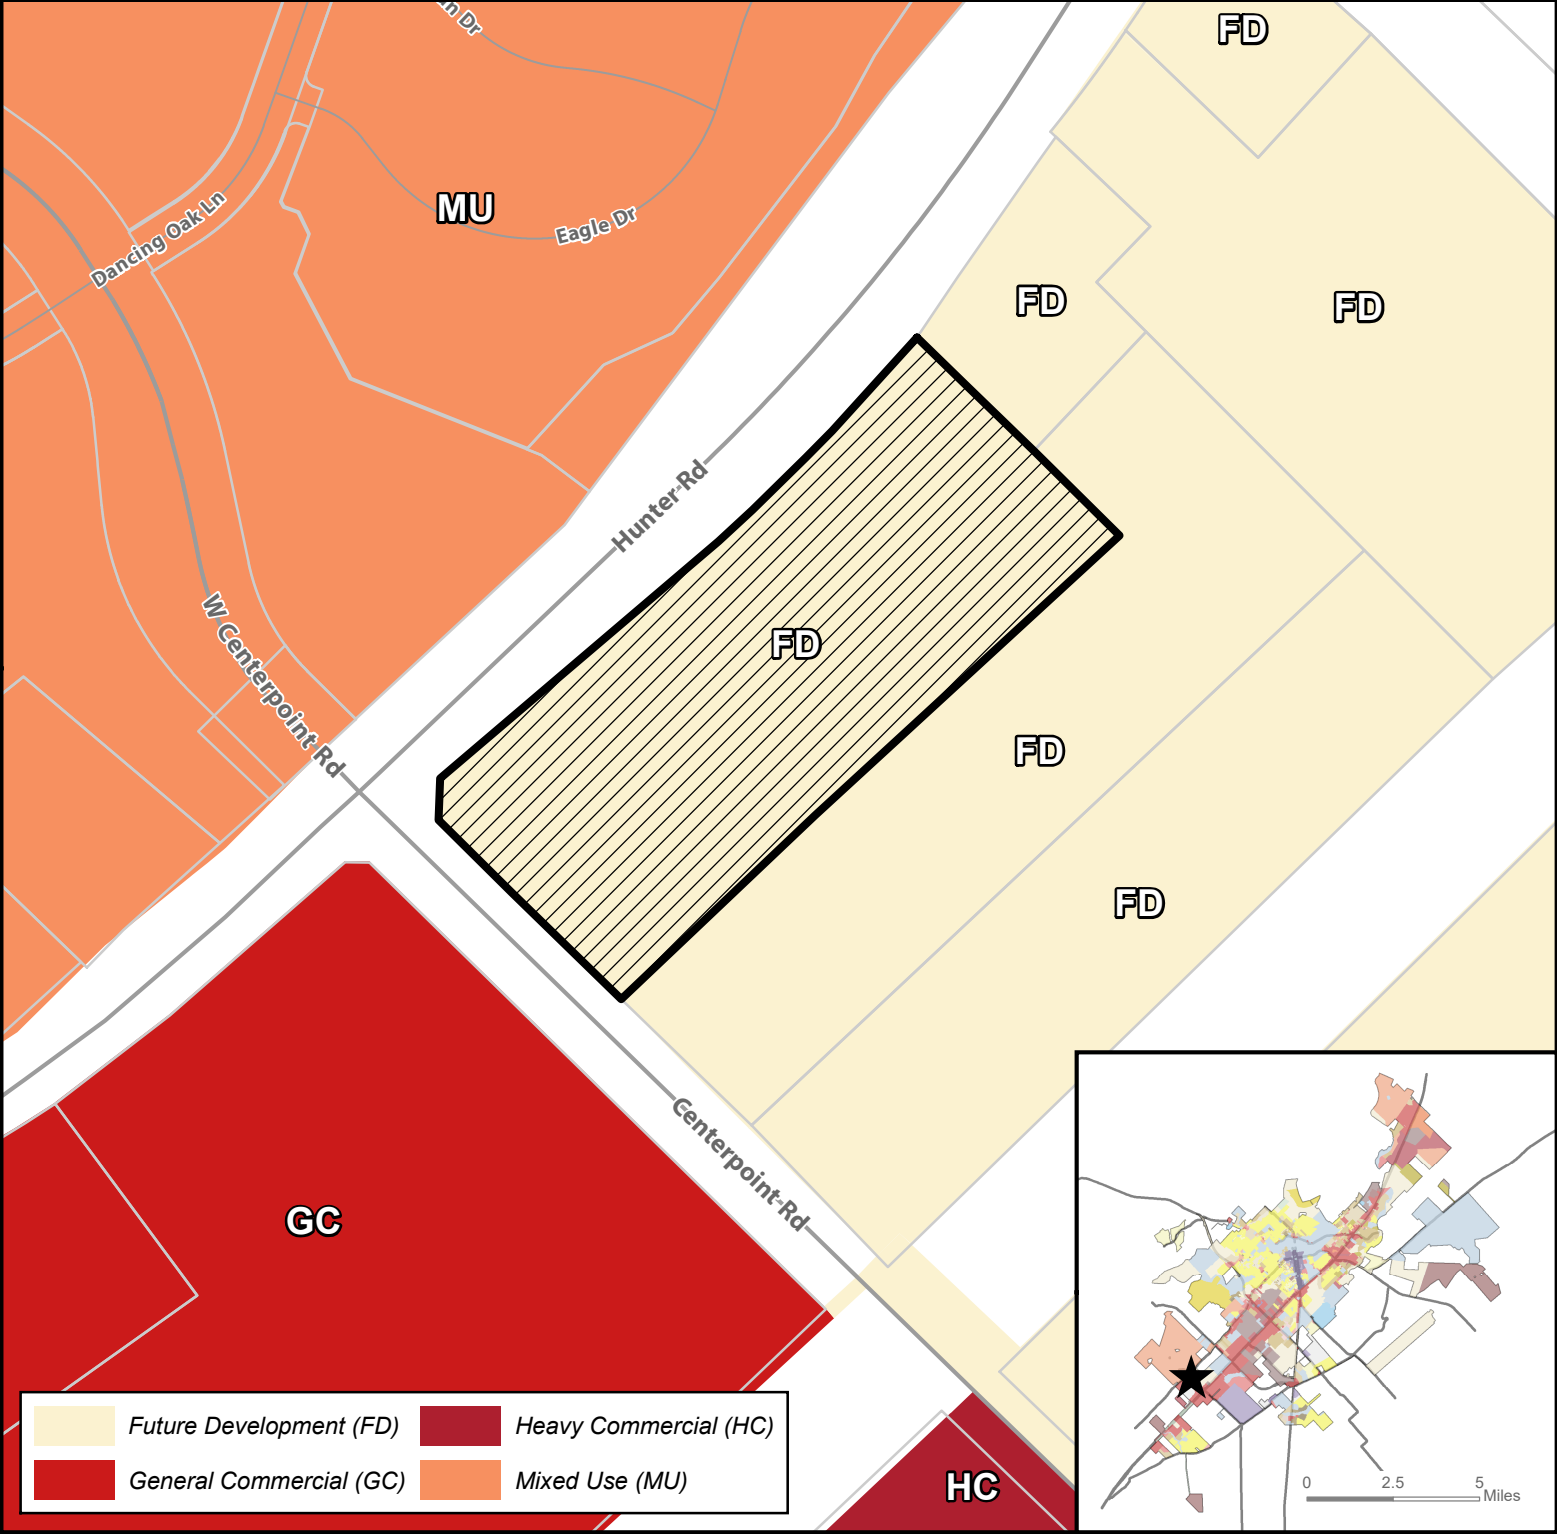 n Dr
FD
MU
Dancing Oak Ln
Eagle Dr
FD
FD
Hunter Rd
FD
W Centerpoint Rd
FD
FD
Centerpoint Rd
GC
Future Development (FD)
Heavy Commercial (HC)
General Commercial (GC)
Mixed Use (MU)
HC
0 2.5 5
Miles